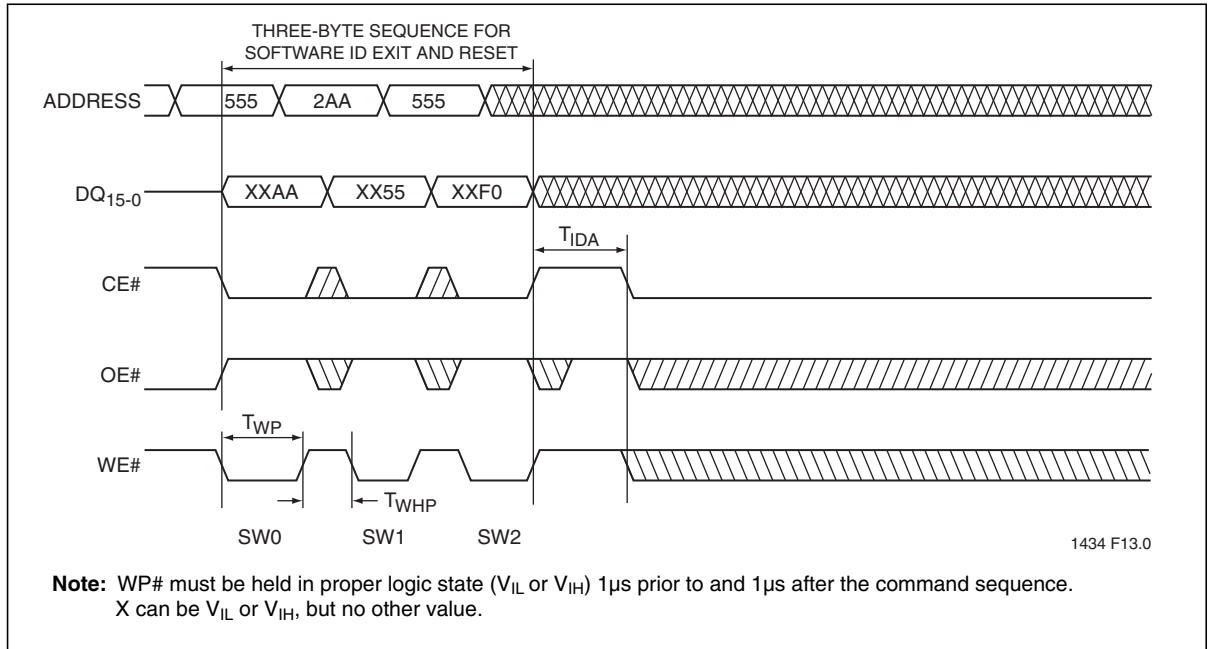 THREE-BYTE SEQUENCE FOR
SOFTWARE ID EXIT AND RESET
ADDRESS 555 2AA 555
DQ15-0 XXAA XX55 XXF0
TIDA
CE#
OE#
TWP
WE#
TWHP
SW0 SW1 SW2
1434 F13.0
Note: WP# must be held in proper logic state (VIL or VIH) 1µs prior to and 1µs after the command sequence.
X can be VIL or VIH, but no other value.